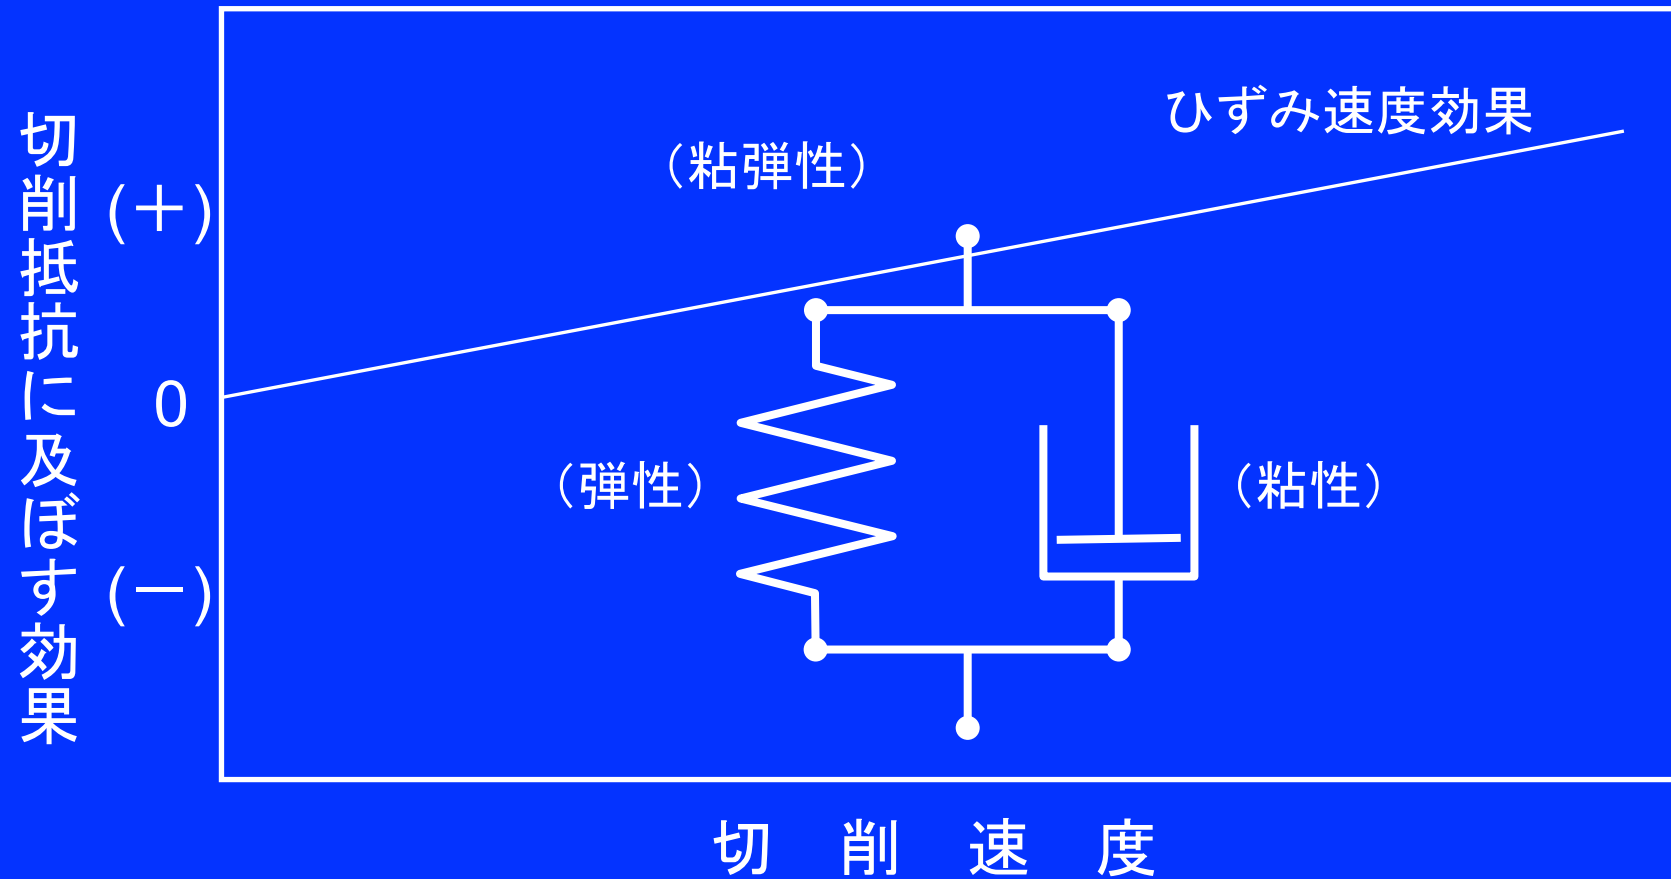 切削抵抗に及ぼす効果
(＋)
0
(－)
ひずみ速度効果
（粘弾性）
（弾性）
（粘性）
切削速度